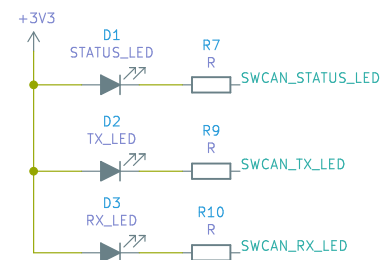 +3V3
D1
STATUS_LED
R7
R
SWCAN_STATUS_LED
D2
TX_LED
R9
R
SWCAN_TX_LED
D3
RX_LED
R10
R
SWCAN_RX_LED